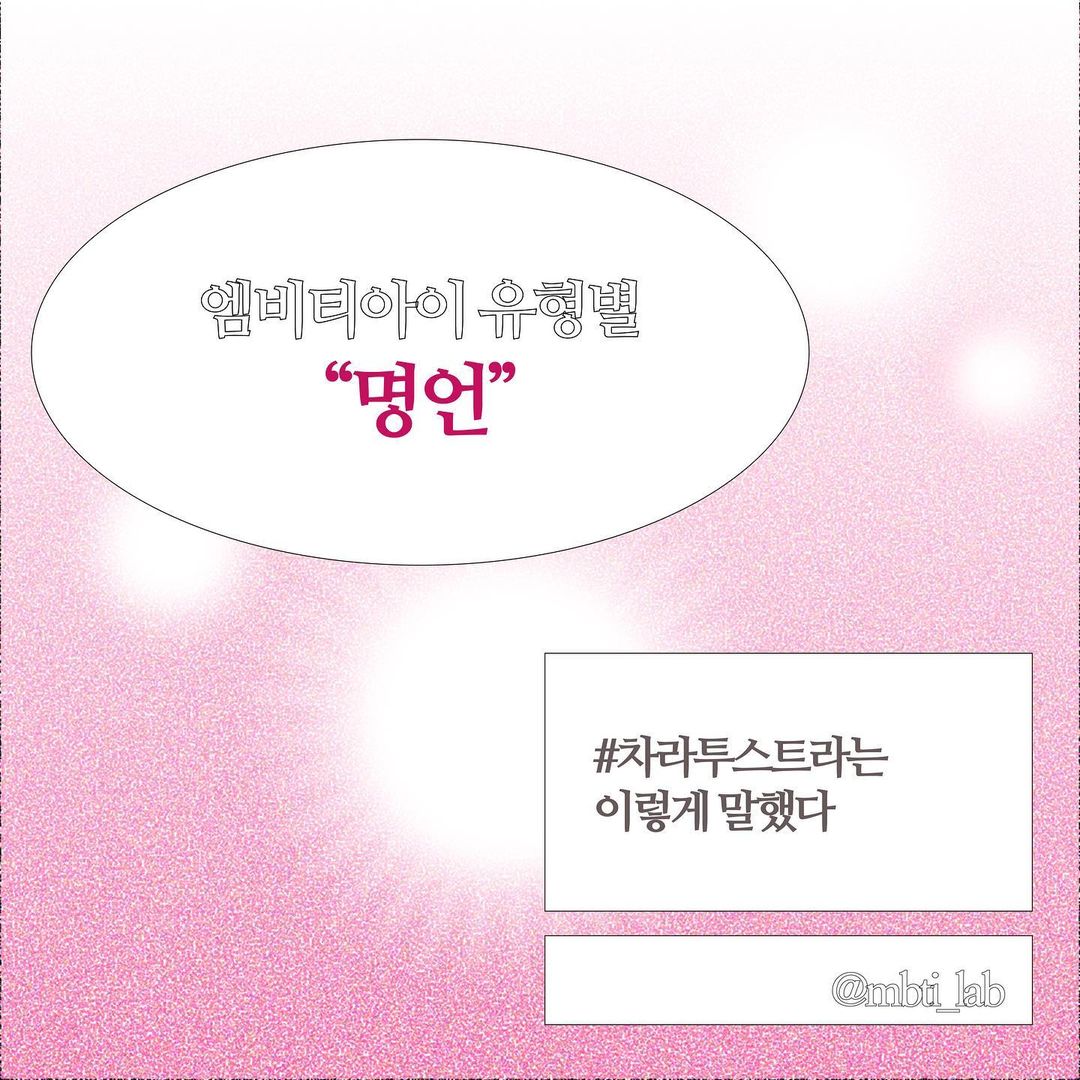 엠비티아이 유형별
“명언”
#차라투스트라는
이렇게 말했다
@mbti_lab